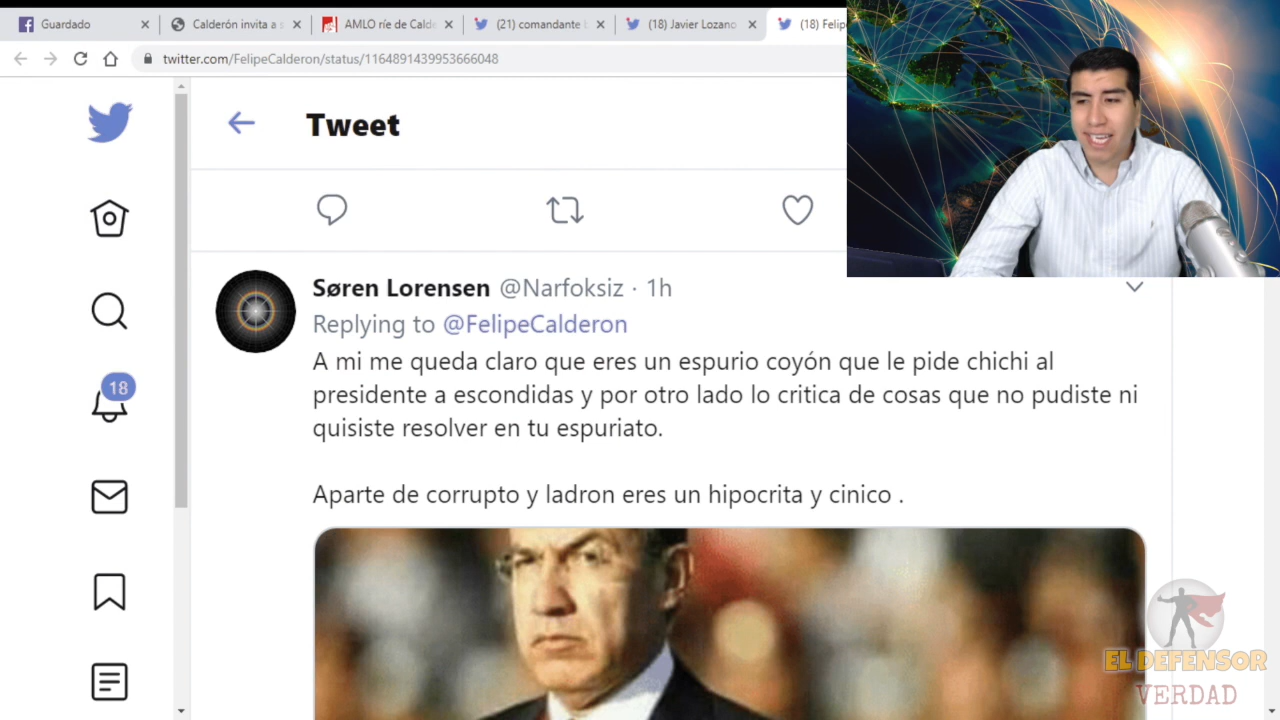 Guardado
Calderón invita a s
AMLO ríe de Calde
(21) comandante b
(18) Javier Lozano
(18) Felip
twitter.com/FelipeCalderon/status/1164891439953666048
Tweet
Søren Lorensen @Narfoksiz · 1h
Replying to @FelipeCalderon
A mi me queda claro que eres un espurio coyón que le pide chichi al
presidente a escondidas y por otro lado lo critica de cosas que no pudiste ni
quisiste resolver en tu espuriato.
Aparte de corrupto y ladron eres un hipocrita y cinico .
18
EL DEFENSOR
VERDAD